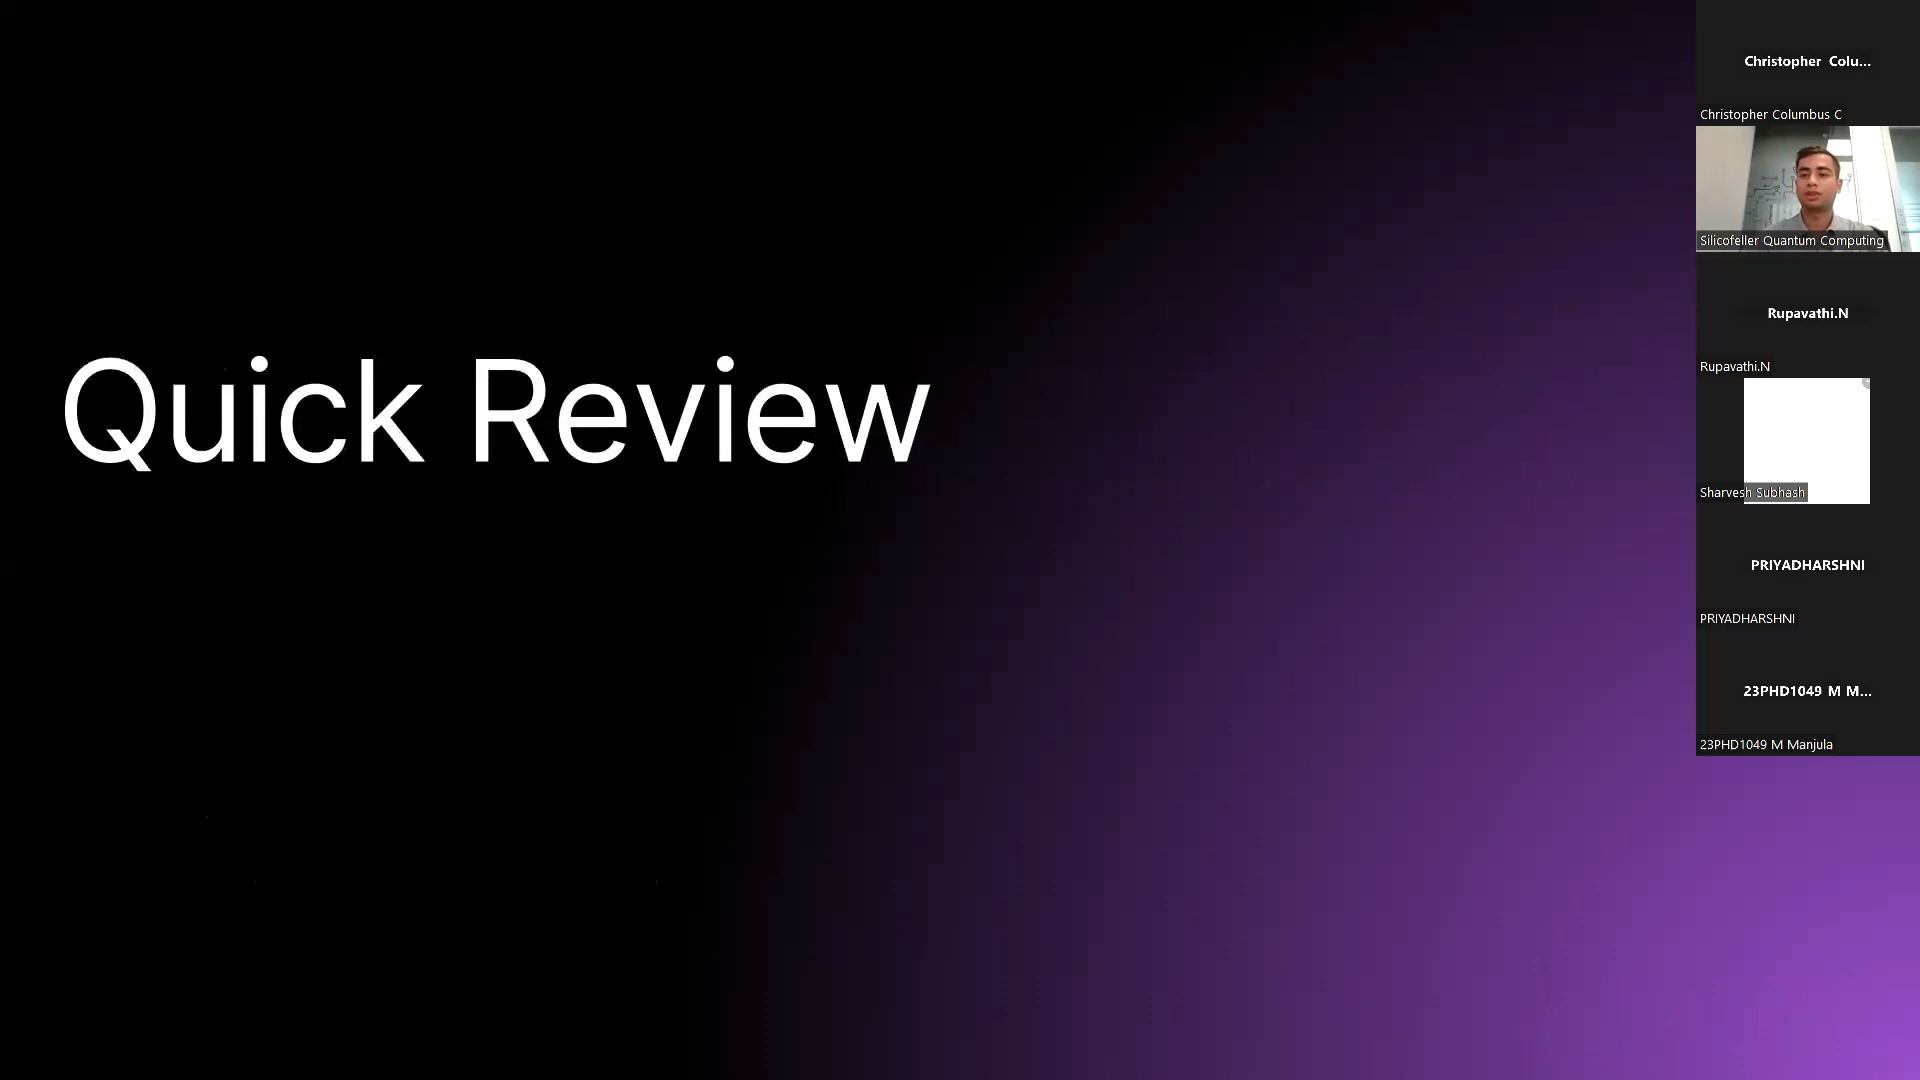 Quick Review
Christopher Colu...
Christopher Columbus C
Silicofeller Quantum Computing
Rupavathi.N
Rupavathi.N
Sharvesh Subhash
PRIYADHARSHNI
PRIYADHARSHNI
23PHD1049 M M...
23PHD1049 M Manjula